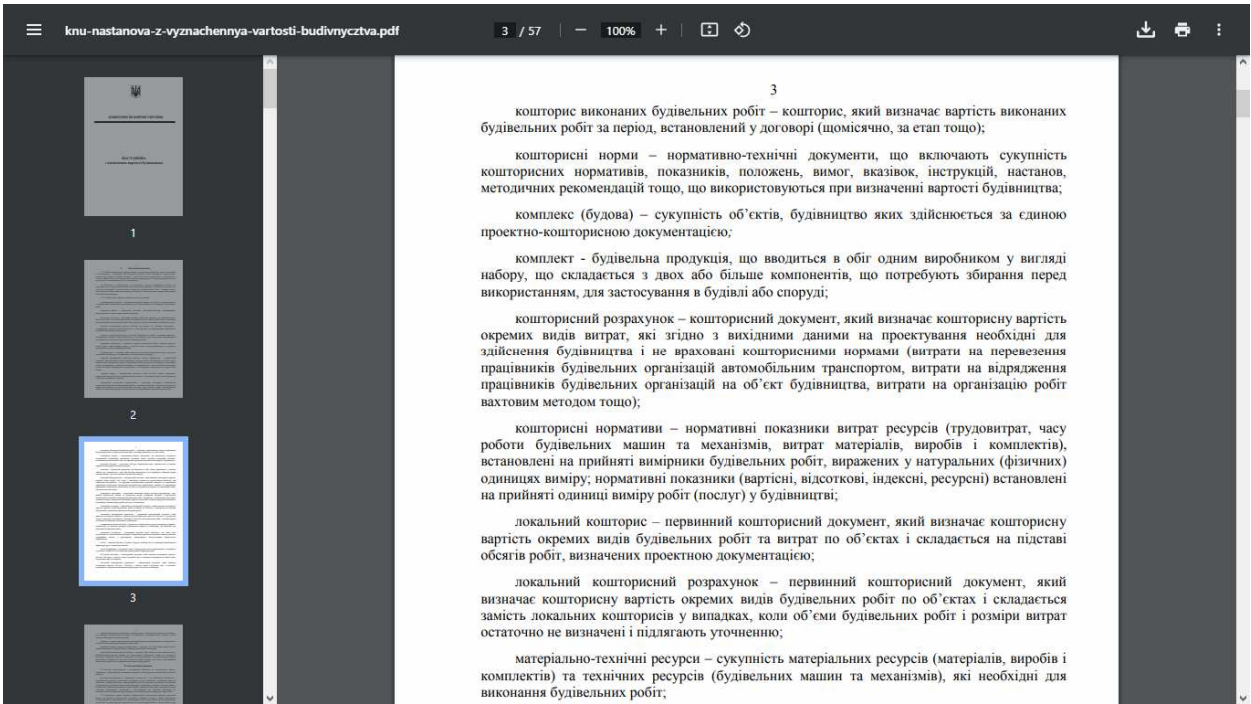 knu-nastanova-z-vyznachennya-vartosti-budivnycztva.pdf
3 / 57
100%
1
2
3
3
кошторис виконаних будівельних робіт – кошторис, який визначає вартість виконаних
будівельних робіт за період, встановлений у договорі (щомісячно, за етап тощо);
кошторисні норми – нормативно-технічні документи, що включають сукупність
кошторисних нормативів, показників, положень, вимог, вказівок, інструкцій, настанов,
методичних рекомендацій тощо, що використовуються при визначенні вартості будівництва;
комплекс (будова) – сукупність об’єктів, будівництво яких здійснюється за єдиною
проектно-кошторисною документацією;
комплект - будівельна продукція, що вводиться в обіг одним виробником у вигляді
набору, що складається з двох або більше компонентів, що потребують збирання перед
використанням, для застосування в будівлі або споруді;
кошторисний розрахунок – кошторисний документ, який визначає кошторисну вартість
окремих видів витрат, які згідно з вихідними даними на проектування необхідні для
здійснення будівництва і не враховані кошторисними нормами (витрати на перевезення
працівників будівельних організацій автомобільним транспортом, витрати на відрядження
працівників будівельних організацій на об’єкт будівництва, витрати на організацію робіт
вахтовим методом тощо);
кошторисні нормативи – нормативні показники витрат ресурсів (трудовитрат, часу
роботи будівельних машин та механізмів, витрат матеріалів, виробів і комплектів),
встановлені на прийняті вимірники будівельних робіт, виражених у натуральних (фізичних)
одиницях виміру; нормативні показники (вартісні, відсоткові, індексні, ресурсні) встановлені
на прийняті одиниці виміру робіт (послуг) у будівництві;
локальний кошторис – первинний кошторисний документ, який визначає кошторисну
вартість окремих видів будівельних робіт та витрат по об’єктах і складається на підставі
обсягів робіт, визначених проектною документацією;
локальний кошторисний розрахунок – первинний кошторисний документ, який
визначає кошторисну вартість окремих видів будівельних робіт по об’єктах і складається
замість локальних кошторисів у випадках, коли об’єми будівельних робіт і розміри витрат
остаточно не визначені і підлягають уточненню;
матеріально-технічні ресурси – сукупність матеріальних ресурсів (матеріалів, виробів і
комплектів) та технічних ресурсів (будівельних машин та механізмів), які необхідні для
виконання будівельних робіт;